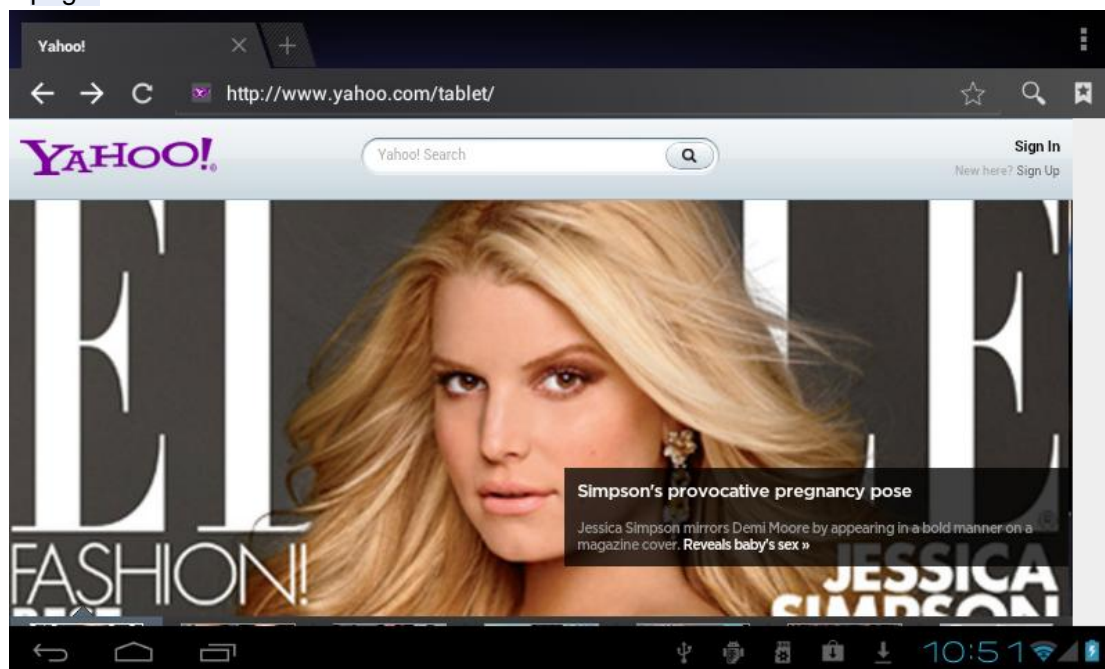 Yahoo!
http://www.yahoo.com/tablet/
YAHOO!
Yahoo! Search
Sign In
New here? Sign Up
ELLE
Simpson's provocative pregnancy pose
Jessica Simpson mirrors Demi Moore by appearing in a bold manner on a
magazine cover. Reveals baby's sex »
FASHION!
JESSICA
SIMPSON
10:51